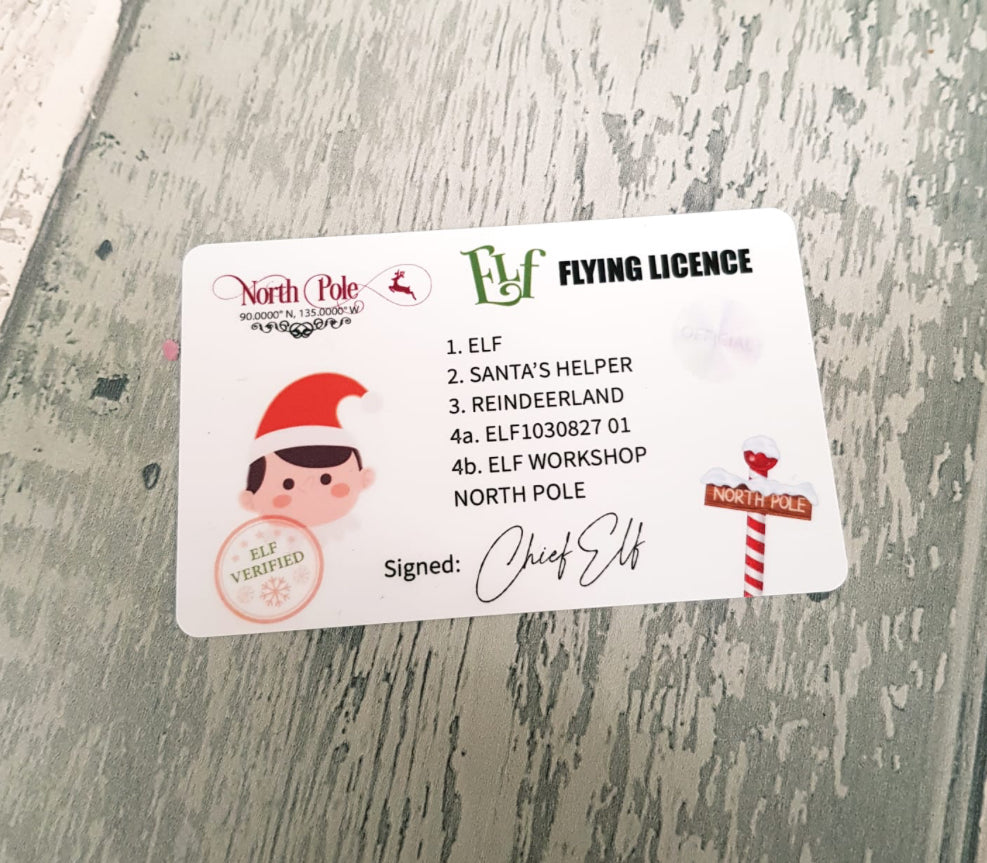 North Pole
90.0000° N, 135.0000° W
Elf FLYING LICENCE
OFFICIAL
1. ELF
2. SANTA'S HELPER
3. REINDEERLAND
4a. ELF1030827 01
4b. ELF WORKSHOP
NORTH POLE
ELF
VERIFIED
Signed: Chief Elf
NORTH POLE